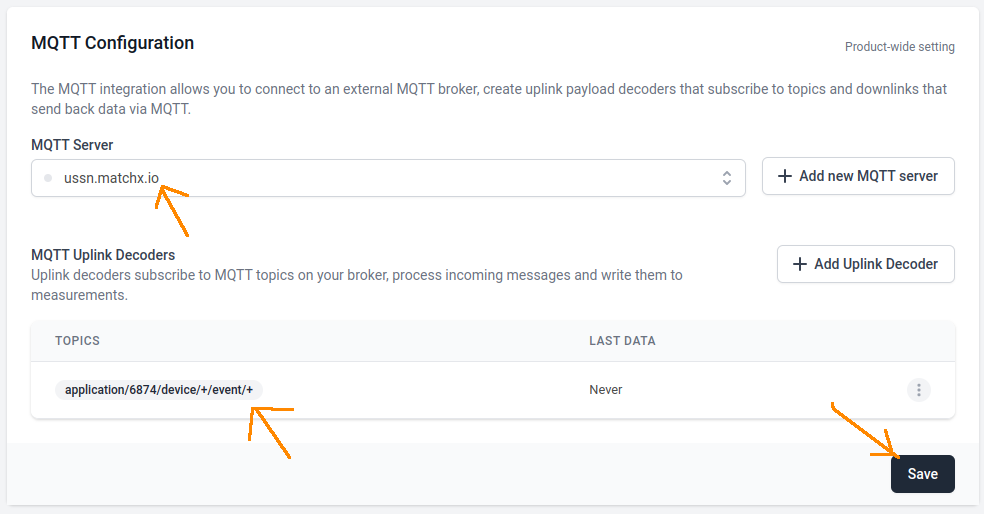 MQTT Configuration
Product-wide setting
The MQTT integration allows you to connect to an external MQTT broker, create uplink payload decoders that subscribe to topics and downlinks that
send back data via MQTT.
MQTT Server
ussn.matchx.io
+ Add new MQTT server
MQTT Uplink Decoders
Uplink decoders subscribe to MQTT topics on your broker, process incoming messages and write them to
measurements.
+ Add Uplink Decoder
TOPICS
LAST DATA
application/6874/device/+/event/+
Never
Save